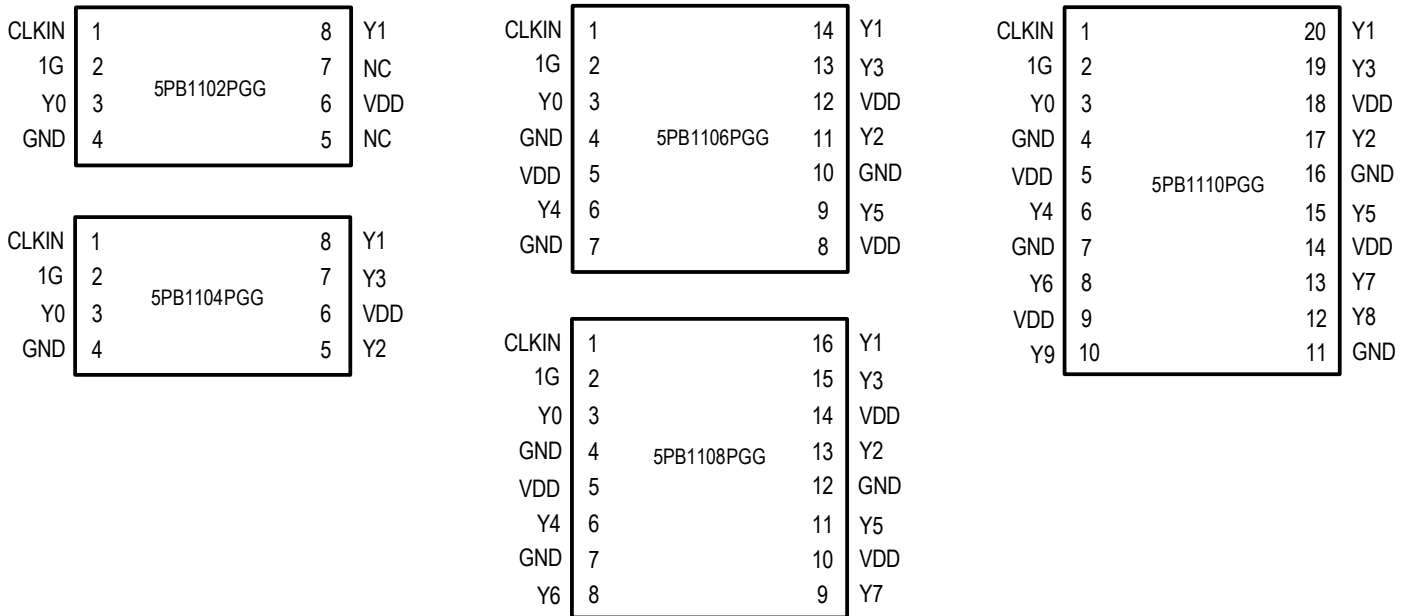 CLKIN 1 8 Y1
1G 2 7 NC
5PB1102PGG
Y0 3 6 VDD
GND 4 5 NC
CLKIN 1 8 Y1
1G 2 7 Y3
5PB1104PGG
Y0 3 6 VDD
GND 4 5 Y2
CLKIN 1 14 Y1
1G 2 13 Y3
Y0 3 12 VDD
GND 4 5PB1106PGG 11 Y2
VDD 5 10 GND
Y4 6 9 Y5
GND 7 8 VDD
CLKIN 1 16 Y1
1G 2 15 Y3
Y0 3 14 VDD
GND 4 5PB1108PGG 13 Y2
VDD 5 12 GND
Y4 6 11 Y5
GND 7 10 VDD
Y6 8 9 Y7
CLKIN 1 20 Y1
1G 2 19 Y3
Y0 3 18 VDD
GND 4 17 Y2
VDD 5 5PB1110PGG 16 GND
Y4 6 15 Y5
GND 7 14 VDD
Y6 8 13 Y7
VDD 9 12 Y8
Y9 10 11 GND